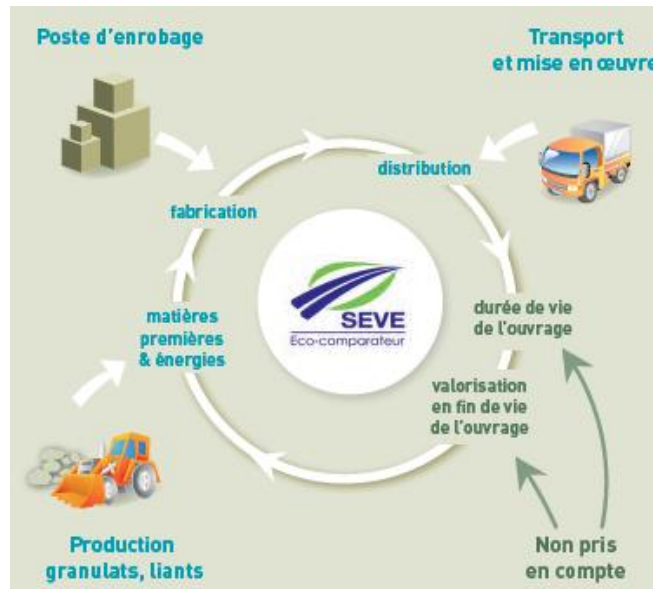 Poste d'enrobage
Transport
et mise en œuvre
distribution
fabrication
SEVE
Eco-comparateur
matières
premières
& énergies
durée de vie
de l'ouvrage
valorisation
en fin de vie
de l'ouvrage
Production
granulats, liants
Non pris
en compte